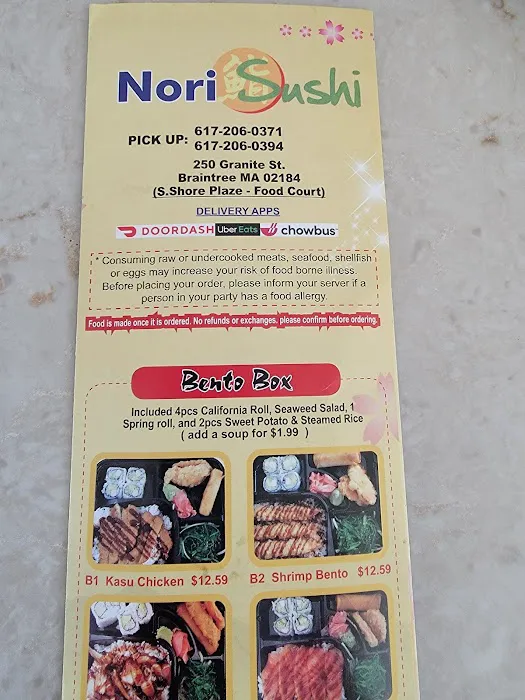 Nori Sushi
鮨
PICK UP: 617-206-0371
617-206-0394
250 Granite St.
Braintree MA 02184
(S.Shore Plaze - Food Court)
DELIVERY APPS
DOORDASH Uber Eats chowbus
* Consuming raw or undercooked meats, seafood, shellfish
or eggs may increase your risk of food borne illness.
Before placing your order, please inform your server if a
person in your party has a food allergy.
Food is made once it is ordered. No refunds or exchanges. please confirm before ordering.
Bento Box
Included 4pcs California Roll, Seaweed Salad, 1
Spring roll, and 2pcs Sweet Potato & Steamed Rice
( add a soup for $1.99 )
B1 Kasu Chicken $12.59
B2 Shrimp Bento $12.59